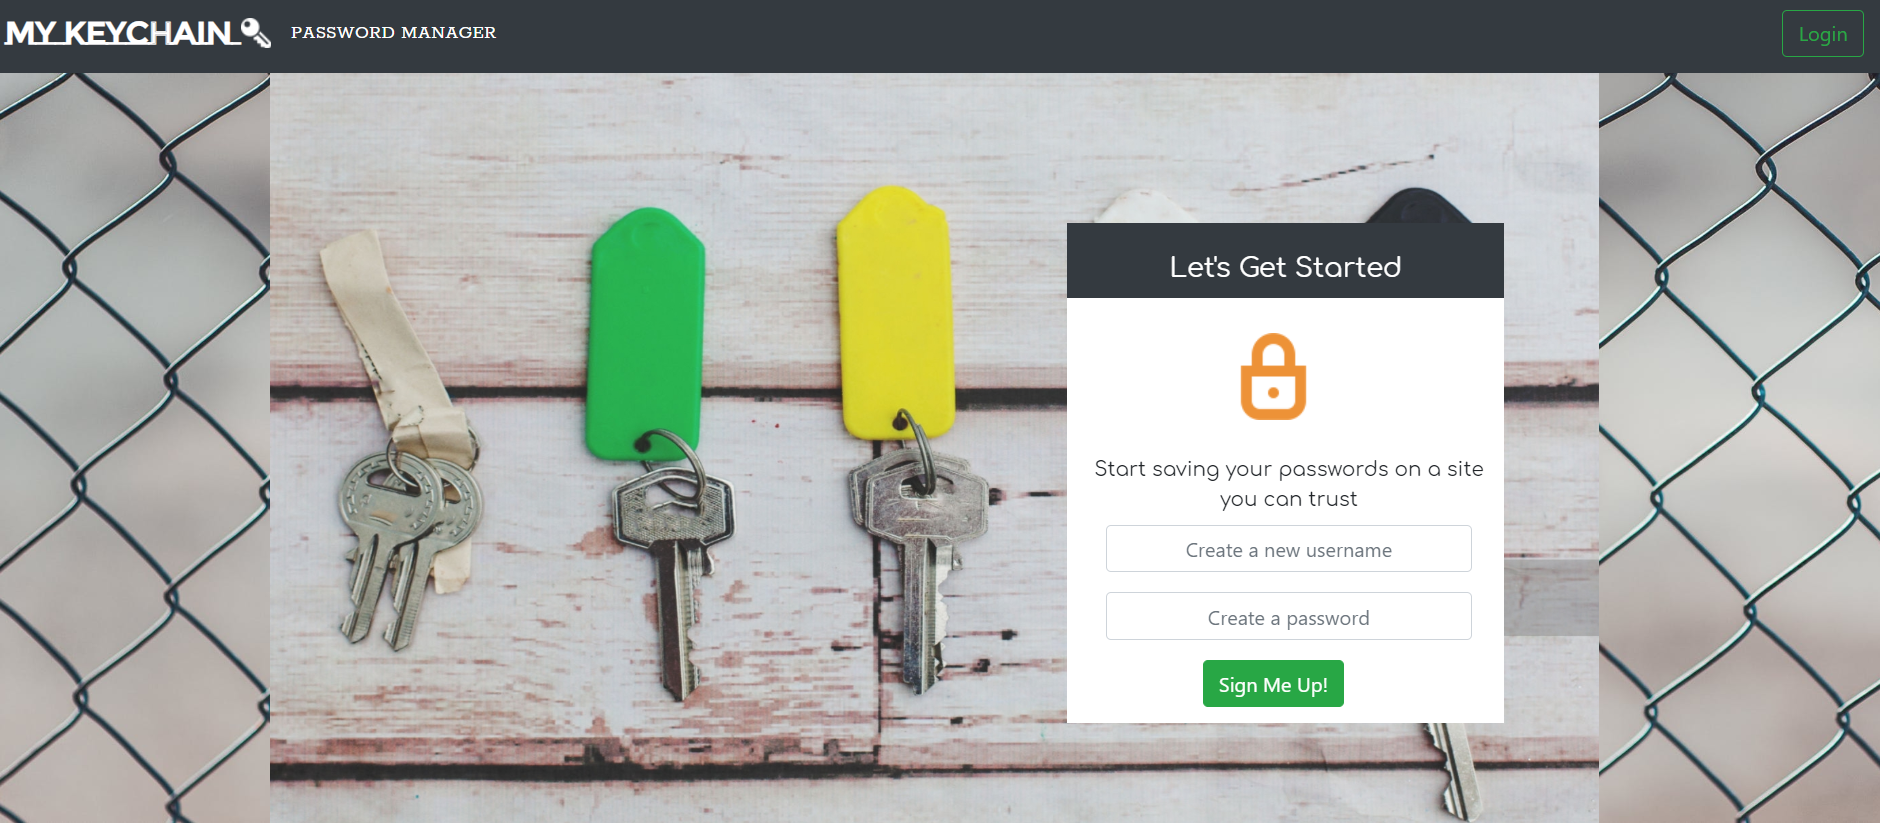 MY KEYCHAIN
PASSWORD MANAGER
Login
Let's Get Started
Start saving your passwords on a site
you can trust
Create a new username
Create a password
Sign Me Up!